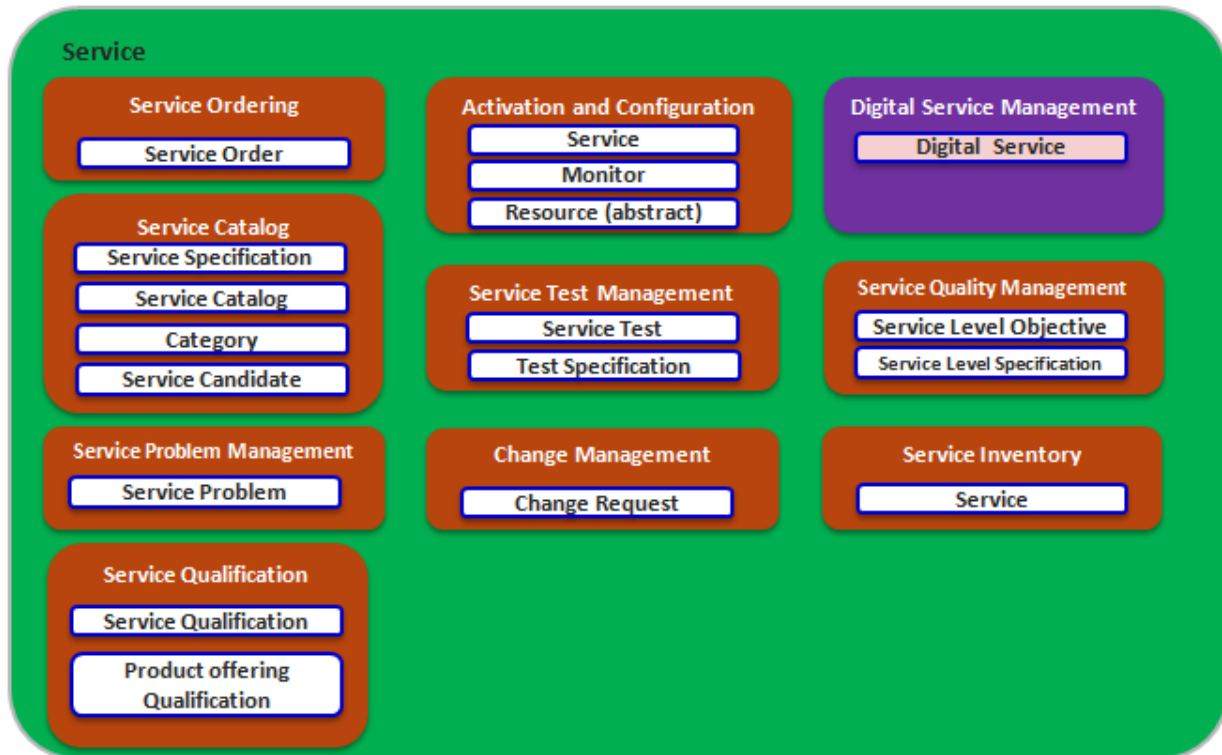 Service
Service Ordering
Service Order
Service Catalog
Service Specification
Service Catalog
Category
Service Candidate
Service Problem Management
Service Problem
Service Qualification
Service Qualification
Product offering
Qualification
Activation and Configuration
Service
Monitor
Resource (abstract)
Service Test Management
Service Test
Test Specification
Change Management
Change Request
Digital Service Management
Digital Service
Service Quality Management
Service Level Objective
Service Level Specification
Service Inventory
Service